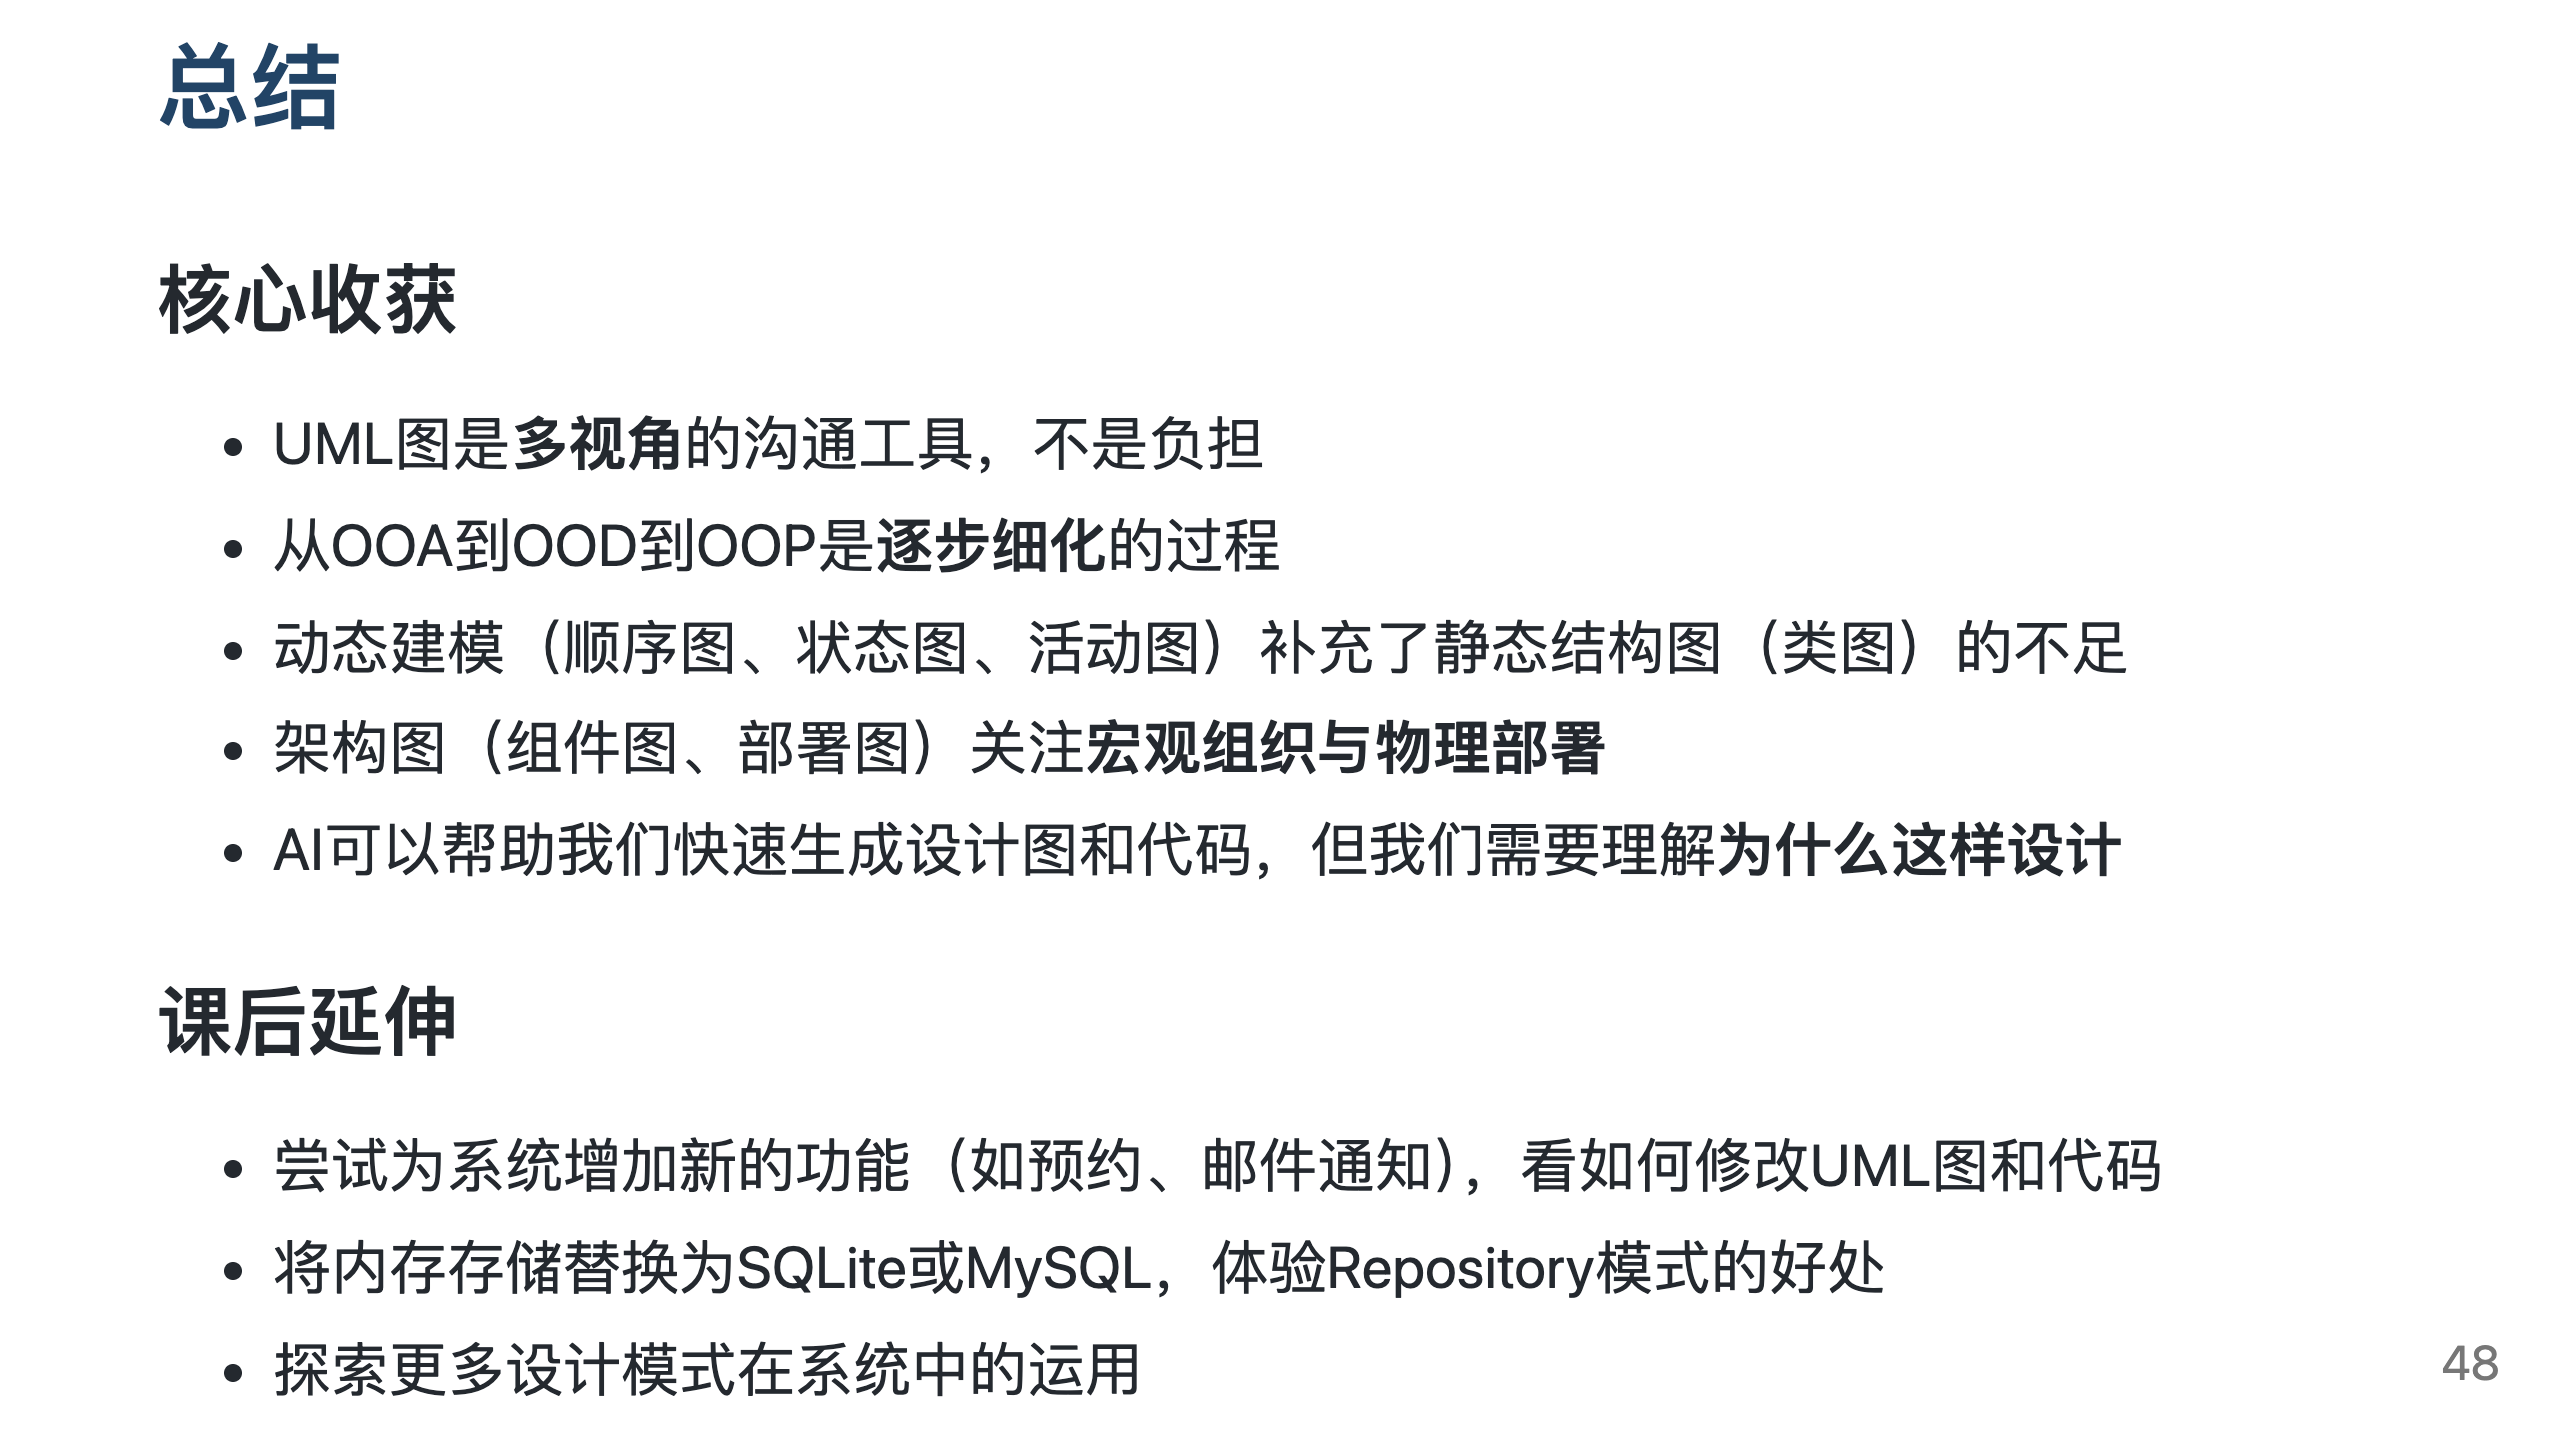 总结
核心收获
• UML图是多视角的沟通工具，不是负担
• 从OOA到OOD到OOP是逐步细化的过程
• 动态建模（顺序图、状态图、活动图）补充了静态结构图（类图）的不足
• 架构图（组件图、部署图）关注宏观组织与物理部署
• AI可以帮助我们快速生成设计图和代码，但我们需要理解为什么这样设计
课后延伸
• 尝试为系统增加新的功能（如预约、邮件通知），看如何修改UML图和代码
• 将内存存储替换为SQLite或MySQL，体验Repository模式的好处
• 探索更多设计模式在系统中的运用
48